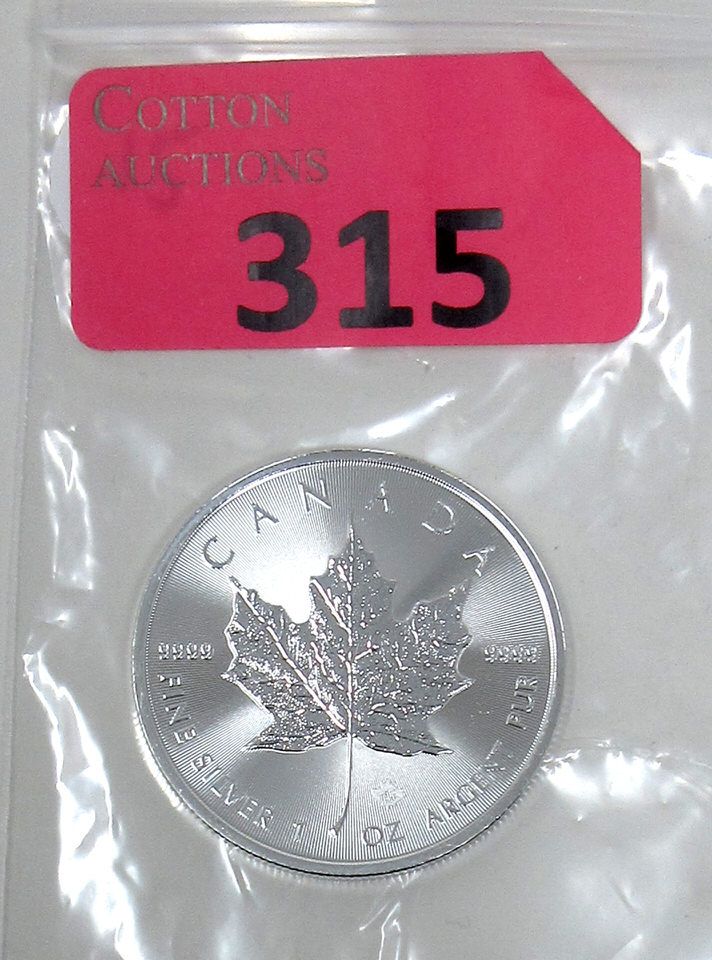 COTTON
AUCTIONS
315
CANADA
9999
9999
FINE SILVER 1 OZ ARGENT PUR